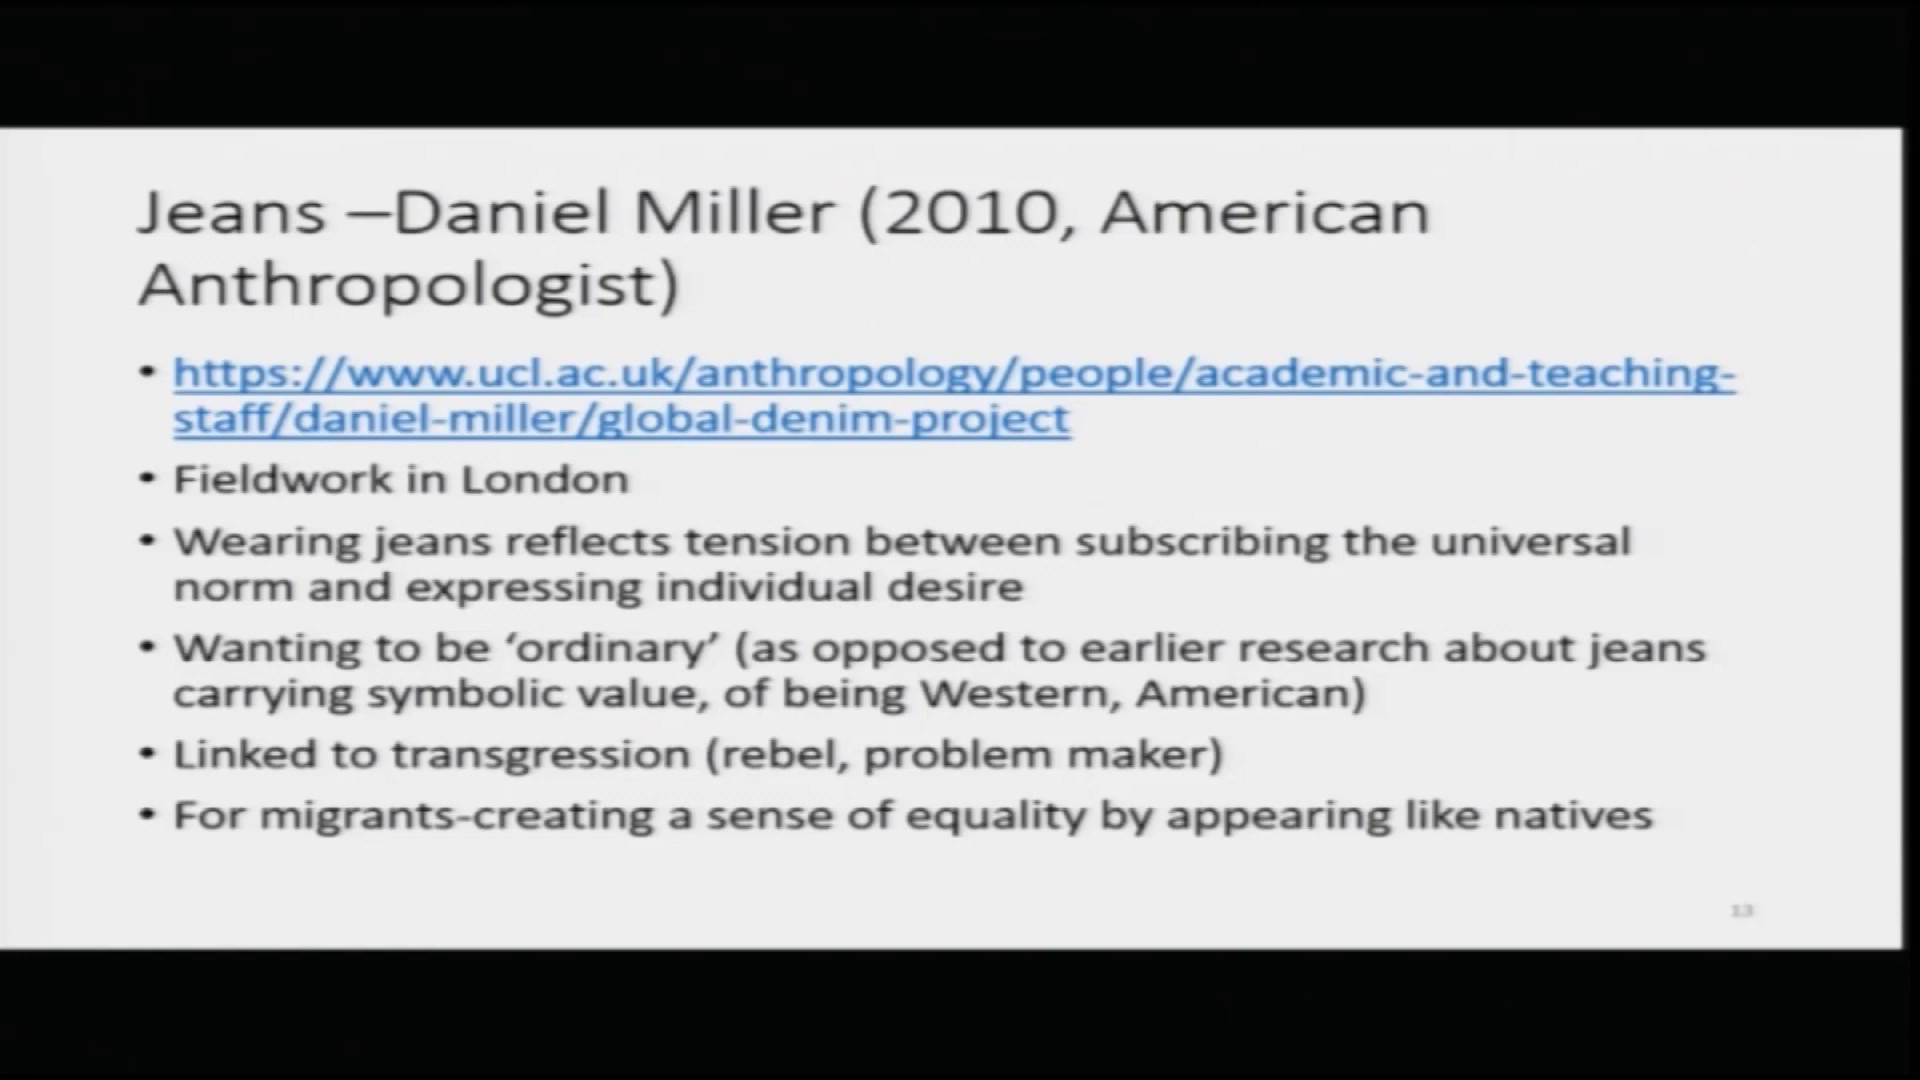 Jeans –Daniel Miller (2010, American
Anthropologist)
• https://www.ucl.ac.uk/anthropology/people/academic-and-teaching-
staff/daniel-miller/global-denim-project
• Fieldwork in London
• Wearing jeans reflects tension between subscribing the universal
norm and expressing individual desire
• Wanting to be ‘ordinary’ (as opposed to earlier research about jeans
carrying symbolic value, of being Western, American)
• Linked to transgression (rebel, problem maker)
• For migrants-creating a sense of equality by appearing like natives
13